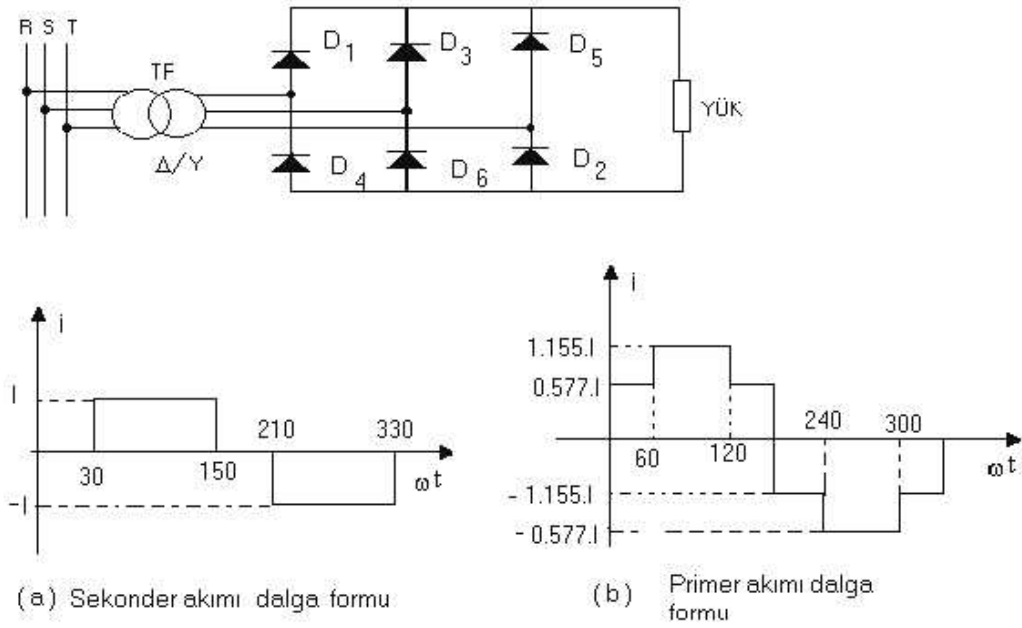 R S T
TF
Δ/Y
D1
D3
D5
D4
D6
D2
YÜK
i
I
-I
30
150
210
330
ωt
(a) Sekonder akımı dalga formu
i
1.155.I
0.577.I
- 1.155.I
- 0.577.I
60
120
240
300
ωt
(b) Primer akımı dalga
formu